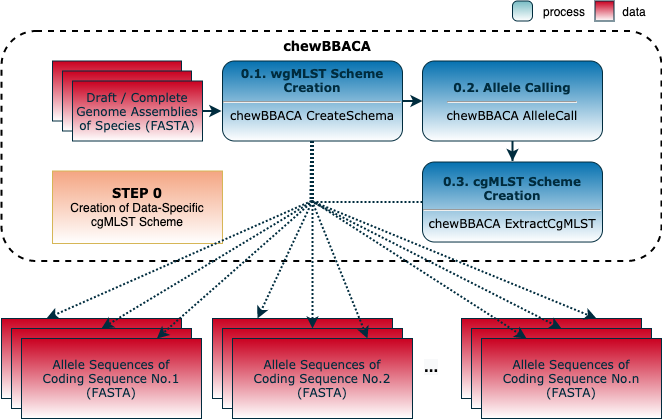 process
data
chewBBACA
Draft / Complete
Genome Assemblies
of Species (FASTA)
0.1. wgMLST Scheme
Creation
chewBBACA CreateSchema
0.2. Allele Calling
chewBBACA AlleleCall
STEP 0
Creation of Data-Specific
cgMLST Scheme
0.3. cgMLST Scheme
Creation
chewBBACA ExtractCgMLST
Allele Sequences of
Coding Sequence No.1
(FASTA)
Allele Sequences of
Coding Sequence No.2
(FASTA)
...
Allele Sequences of
Coding Sequence No.n
(FASTA)